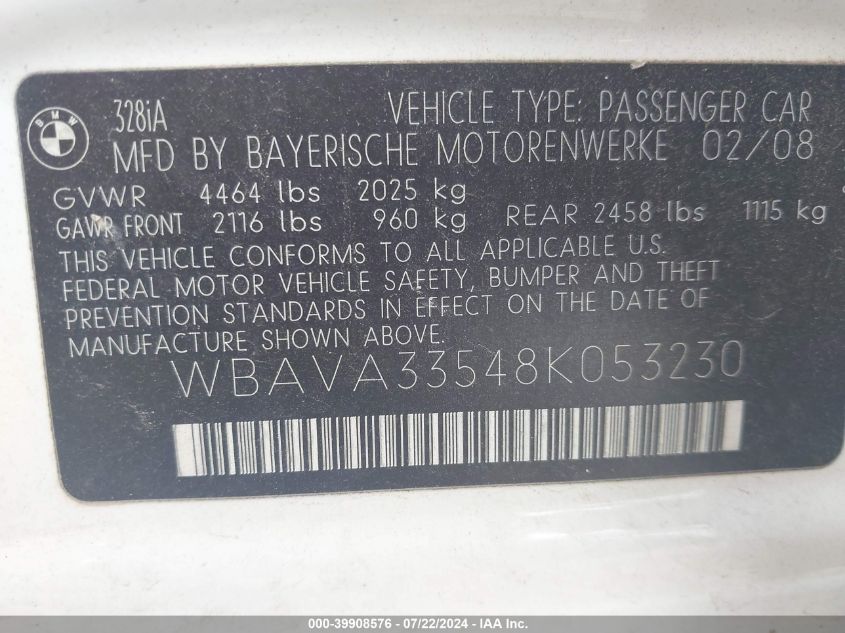 BMW
328iA VEHICLE TYPE: PASSENGER CAR
MFD BY BAYERISCHE MOTORENWERKE 02/08
GVWR 4464 lbs 2025 kg
GAWR FRONT 2116 lbs 960 kg REAR 2458 lbs 1115 kg
THIS VEHICLE CONFORMS TO ALL APPLICABLE U.S.
FEDERAL MOTOR VEHICLE SAFETY, BUMPER AND THEFT
PREVENTION STANDARDS IN EFFECT ON THE DATE OF
MANUFACTURE SHOWN ABOVE.
WBAVA33548K053230
000-39908576 - 07/22/2024 - IAA, Inc.